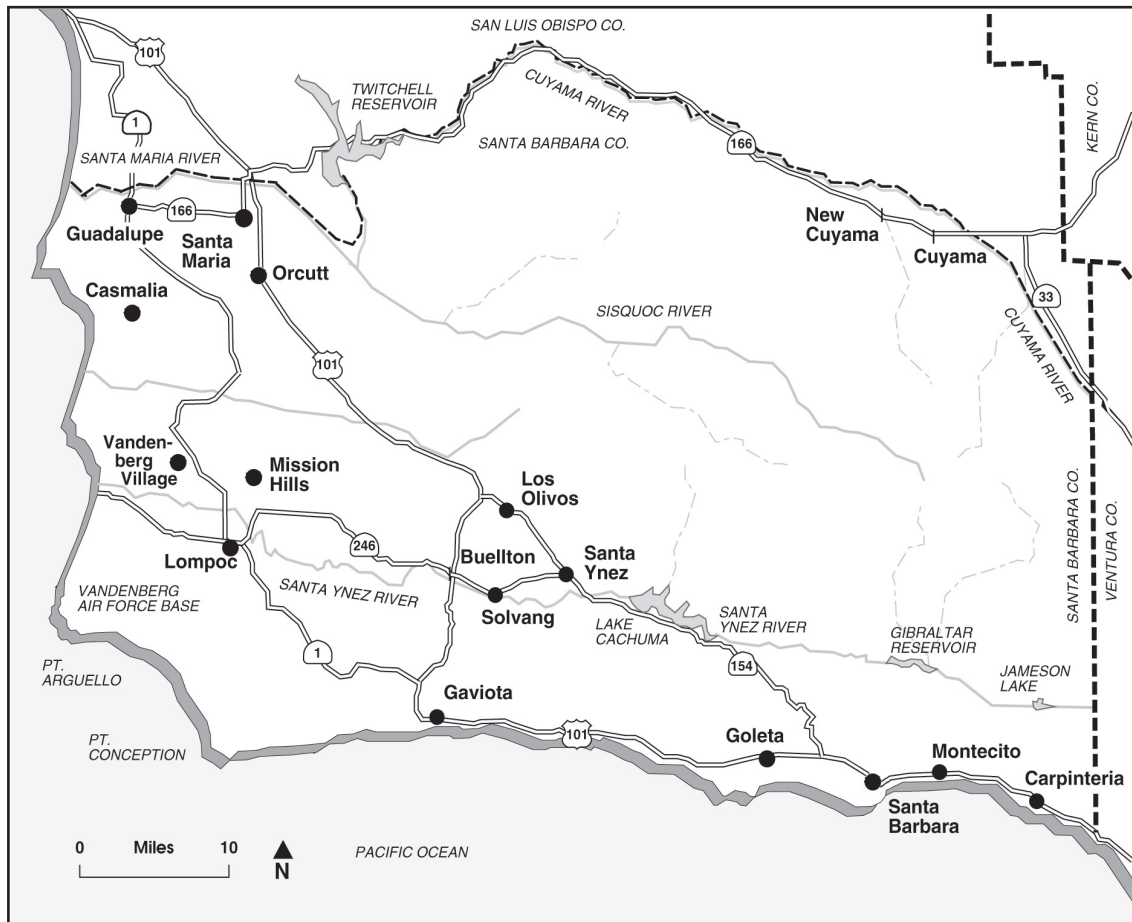 SAN LUIS OBISPO CO.
101
TWITCHELL
RESERVOIR
CUYAMA RIVER
KERN CO.
1
SANTA MARIA RIVER
SANTA BARBARA CO.
166
166
Guadalupe
Santa
Maria
New
Cuyama
Cuyama
Orcutt
Casmalia
33
SISQUOC RIVER
CUYAMA RIVER
101
Vanden-
berg
Village
Mission
Hills
Los
Olivos
SANTA BARBARA CO.
VENTURA CO.
246
Lompoc
Buellton
Santa
Ynez
VANDENBERG
AIR FORCE BASE
SANTA YNEZ RIVER
Solvang
LAKE
CACHUMA
SANTA
YNEZ RIVER
GIBRALTAR
RESERVOIR
1
154
PT.
ARGUELLO
JAMESON
LAKE
Gaviota
101
Goleta
PT.
CONCEPTION
Montecito
Carpinteria
Santa
Barbara
0 Miles 10
N
PACIFIC OCEAN